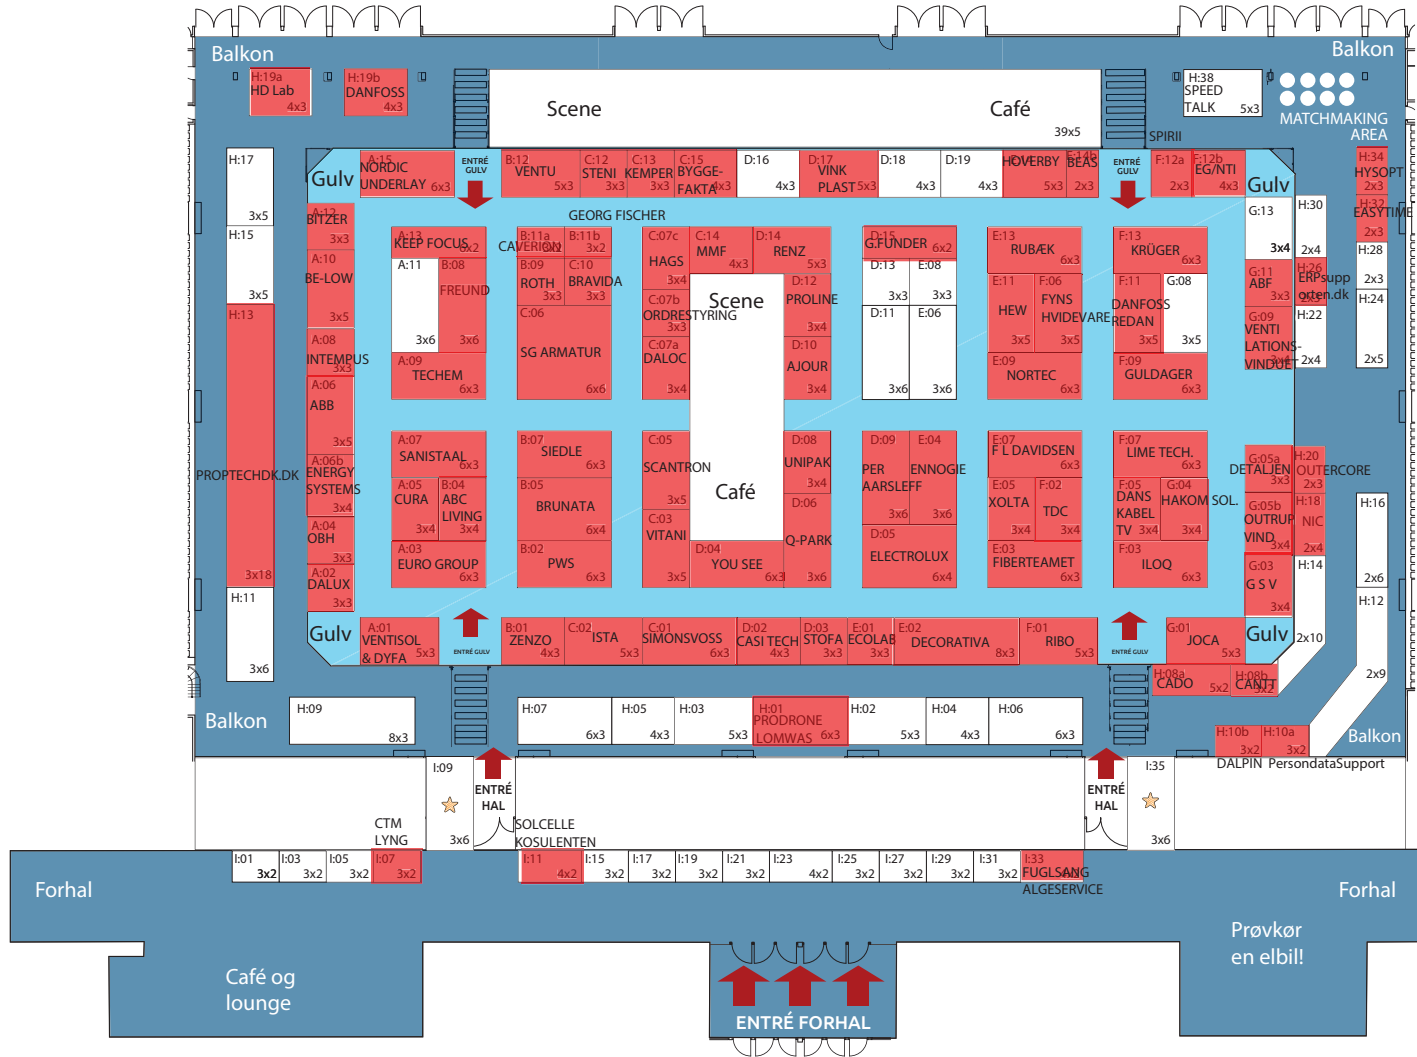 Balkon
Balkon
H:19a
HD Lab
4x3
H:19b
DANFOSS
4x3
Scene
Café
39x5
H:38
SPEED
TALK
5x3
MATCHMAKING
AREA
SPIRII
H:17
3x5
Gulv
A:15
NORDIC
UNDERLAY
6x3
ENTRÉ
GULV
B:12
VENTU
5x3
C:12
STENI
3x3
C:13
KEMPER
3x3
C:15
BYGGE-
FAKTA
4x3
D:16
4x3
D:17
VINK
PLAST
5x3
D:18
4x3
D:19
4x3
HOVERBY
5x3
E:14b
BEAS
2x3
ENTRÉ
GULV
F:12a
2x3
F:12b
EG/NTI
4x3
Gulv
H:34
HYSOPT
2x3
H:32
EASYTIME
2x3
H:15
3x5
A:12
BITZER
3x3
GEORG FISCHER
G:13
3x4
H:30
2x4
H:28
2x3
A:13
KEEP FOCUS
6x2
B:11a
CAVERION
3x2
B:11b
3x2
C:07c
HAGS
3x4
C:14
MMF
4x3
D:14
RENZ
5x3
D:15
G.FUNDER
6x2
E:13
RUBÆK
6x3
F:13
KRÜGER
6x3
A:10
BE-LOW
3x5
A:11
3x6
B:08
FREUND
3x6
B:09
ROTH
3x3
C:10
BRAVIDA
3x3
Scene
D:12
PROLINE
3x4
D:13
3x3
E:08
3x3
E:11
HEW
3x5
F:06
FYNS
HVIDEVARE
3x5
F:11
DANFOSS
REDAN
3x5
G:08
3x5
G:11
ABF
3x3
H:26
ERPsupp
orten.dk
2x3
H:24
2x5
H:13
PROPTECHDK.DK
3x18
C:07b
ORDRESTYRING
3x3
C:06
SG ARMATUR
6x6
D:11
3x6
E:06
3x6
G:09
VENTI
LATIONS-
VINDUET
3x4
H:22
2x4
A:08
INTEMPUS
3x3
A:09
TECHEM
6x3
C:07a
DALOC
3x4
D:10
AJOUR
3x4
E:09
NORTEC
6x3
F:09
GULDAGER
6x3
A:06
ABB
3x5
A:07
SANISTAAL
6x3
B:07
SIEDLE
6x3
C:05
SCANTRON
3x5
D:08
UNIPAK
3x4
D:09
PER
AARSLEFF
3x6
E:04
ENNOGIE
3x6
E:07
F L DAVIDSEN
6x3
F:07
LIME TECH.
6x3
G:05a
DETALJEN
3x3
H:20
OUTERCORE
2x3
A:06b
ENERGY
SYSTEMS
3x4
A:05
CURA
3x4
B:04
ABC
LIVING
3x4
B:05
BRUNATA
6x4
Café
D:06
Q-PARK
3x6
E:05
XOLTA
3x4
F:02
TDC
3x4
F:05
DANS
KABEL
TV
3x4
G:04
HAKOM SOL.
3x4
G:05b
OUTRUP
VIND
3x4
H:18
NIC
2x4
H:16
2x6
A:04
OBH
3x3
C:03
VITANI
3x5
D:05
ELECTROLUX
6x4
A:03
EURO GROUP
6x3
B:02
PWS
6x3
D:04
YOU SEE
6x3
E:03
FIBERTEAMET
6x3
F:03
ILOQ
6x3
G:03
G S V
3x4
H:14
2x10
A:02
DALUX
3x3
H:11
3x6
H:12
2x9
Gulv
A:01
VENTISOL
& DYFA
5x3
ENTRÉ GULV
B:01
ZENZO
4x3
C:02
ISTA
5x3
C:01
SIMONSVOSS
6x3
D:02
CASI TECH
4x3
D:03
STOFA
3x3
E:01
ECOLAB
3x3
E:02
DECORATIVA
8x3
F:01
RIBO
5x3
ENTRÉ GULV
G:01
JOCA
5x3
Gulv
H:08a
CADO
5x2
H:08b
CANTT
3x2
Balkon
H:09
8x3
H:07
6x3
H:05
4x3
H:03
5x3
H:01
PRODRONE
LOMWAS
6x3
H:02
5x3
H:04
4x3
H:06
6x3
H:10b
3x2
H:10a
3x2
Balkon
DALPIN
PersondataSupport
I:09
3x6
ENTRÉ
HAL
ENTRÉ
HAL
I:35
3x6
CTM
LYNG
SOLCELLE
KOSULENTEN
I:01
3x2
I:03
3x2
I:05
3x2
I:07
3x2
I:11
4x2
I:15
3x2
I:17
3x2
I:19
3x2
I:21
3x2
I:23
4x2
I:25
3x2
I:27
3x2
I:29
3x2
I:31
3x2
I:33
FUGLSANG
ALGESERVICE
Forhal
Forhal
Prøvkør
en elbil!
Café og
lounge
ENTRÉ FORHAL